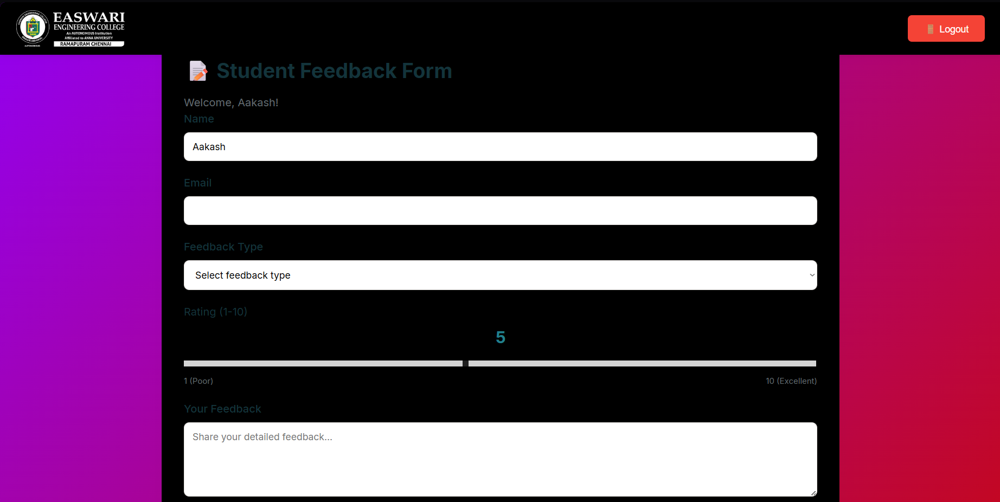 EASWARI
ENGINEERING COLLEGE
An AUTONOMOUS Institution
Affiliated to ANNA UNIVERSITY
RAMAPURAM CHENNAI
AUTONOMOUS
Logout
Student Feedback Form
Welcome, Aakash!
Name
Aakash
Email
Feedback Type
Select feedback type
Rating (1-10)
5
1 (Poor)
10 (Excellent)
Your Feedback
Share your detailed feedback...